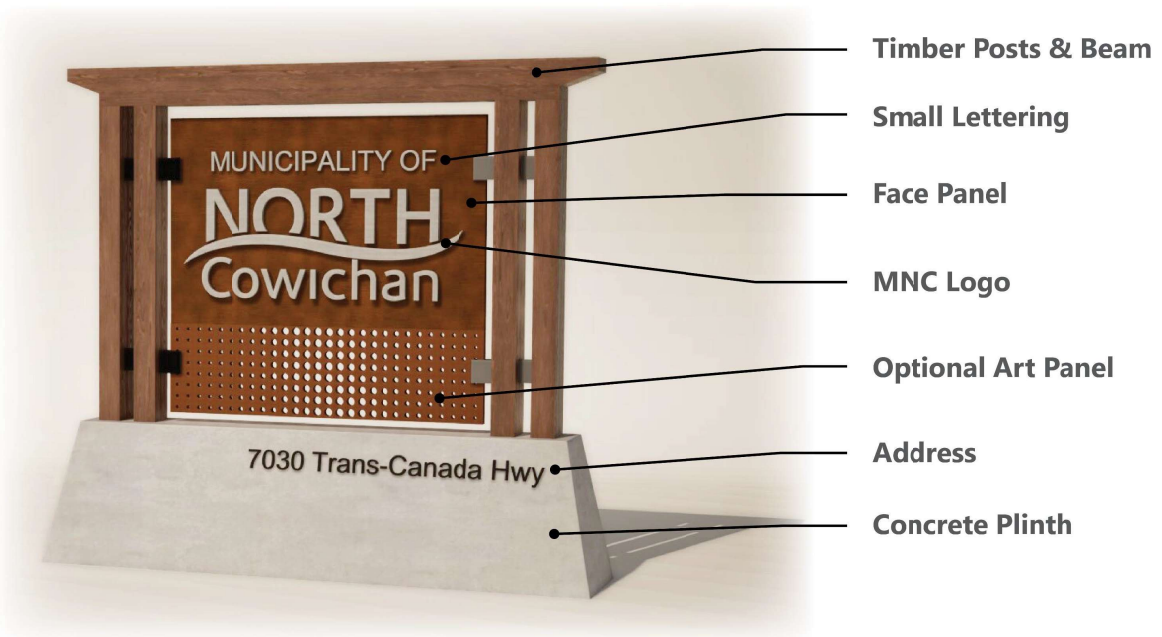 Timber Posts & Beam
Small Lettering
MUNICIPALITY OF
NORTH
Cowichan
Face Panel
MNC Logo
Optional Art Panel
7030 Trans-Canada Hwy
Address
Concrete Plinth